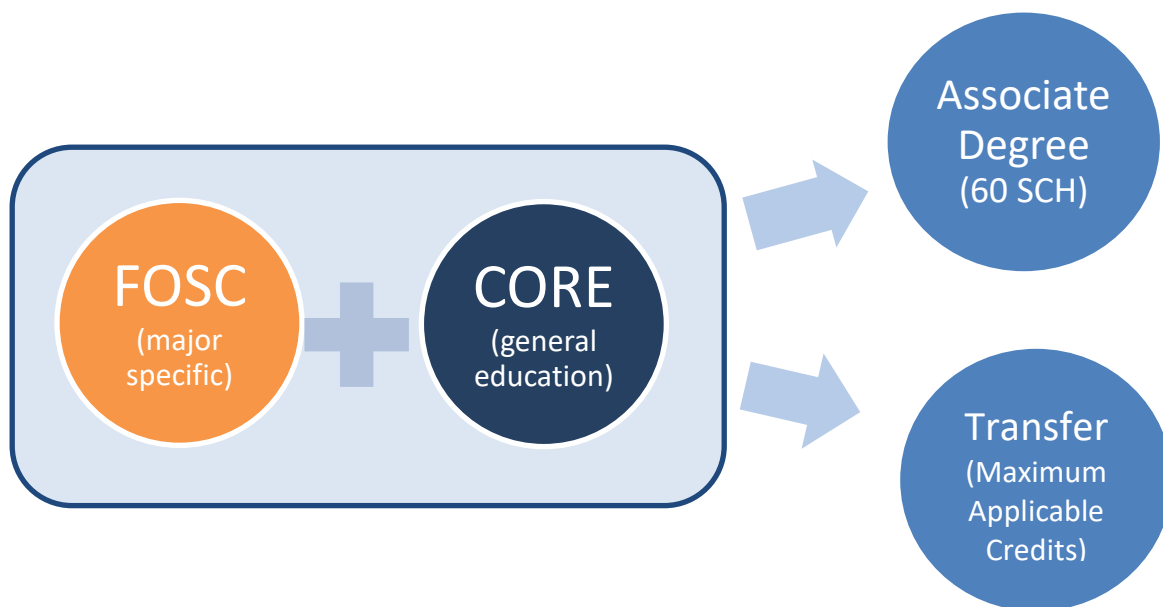 FOSC
(major
specific)
CORE
(general
education)
Associate
Degree
(60 SCH)
Transfer
(Maximum
Applicable
Credits)